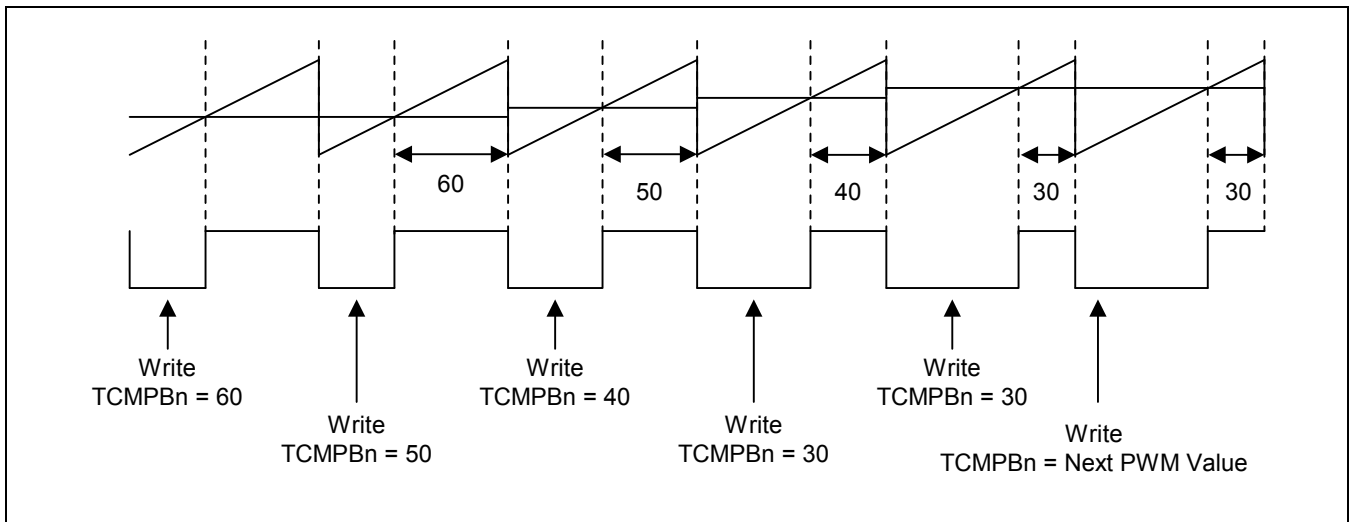 60
50
40
30
30
Write
TCMPBn = 60
Write
TCMPBn = 50
Write
TCMPBn = 40
Write
TCMPBn = 30
Write
TCMPBn = 30
Write
TCMPBn = Next PWM Value